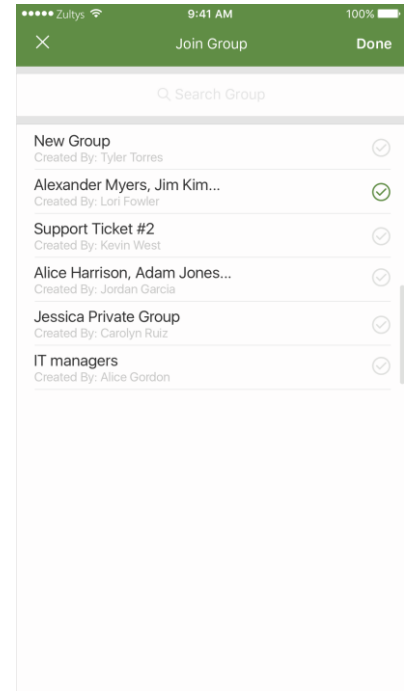 Zultys 9:41 AM 100%
Join Group Done
Search Group
New Group
Created By: Tyler Torres
Alexander Myers, Jim Kim...
Created By: Lori Fowler
Support Ticket #2
Created By: Kevin West
Alice Harrison, Adam Jones...
Created By: Jordan Garcia
Jessica Private Group
Created By: Carolyn Ruiz
IT managers
Created By: Alice Gordon